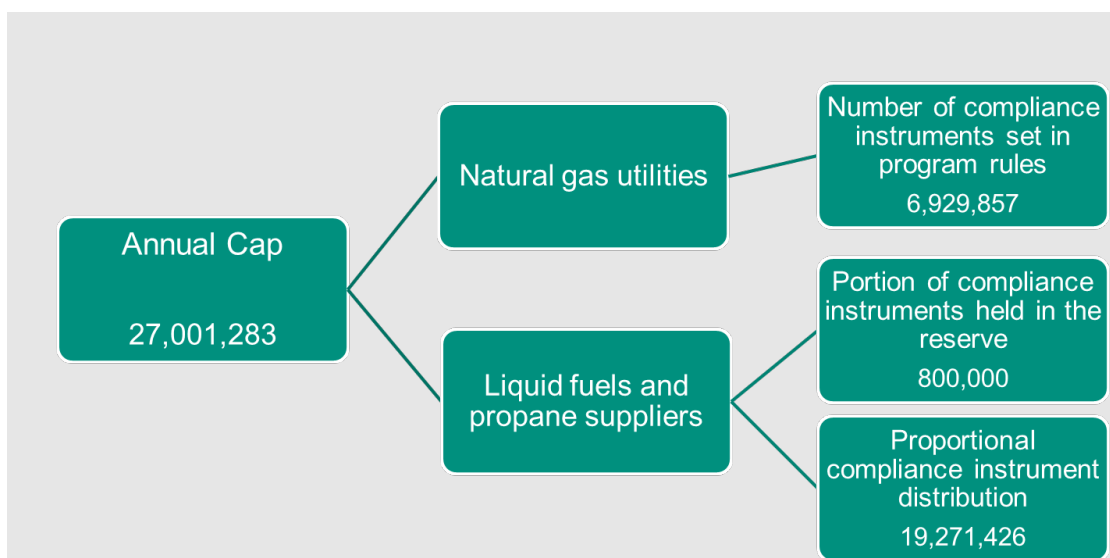 Annual Cap
27,001,283
Natural gas utilities
Liquid fuels and
propane suppliers
Number of compliance
instruments set in
program rules
6,929,857
Portion of compliance
instruments held in the
reserve
800,000
Proportional
compliance instrument
distribution
19,271,426